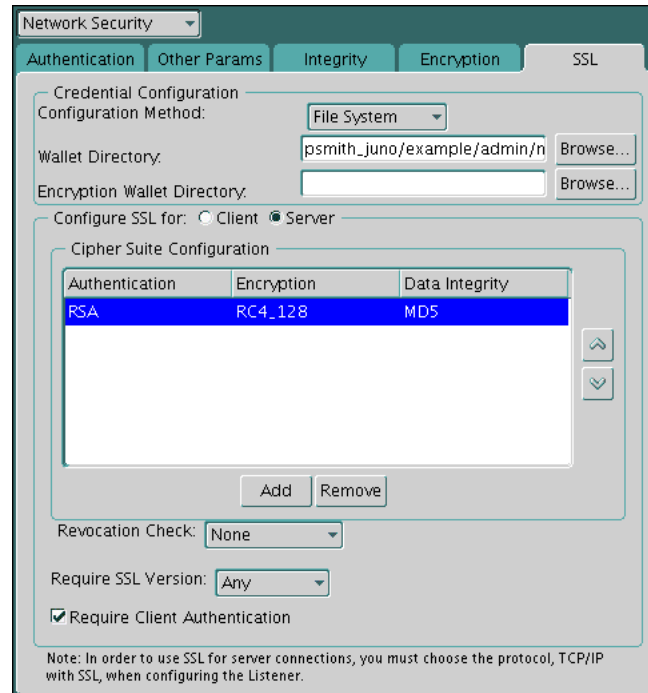 Network Security
Authentication Other Params Integrity Encryption SSL
Credential Configuration
Configuration Method: File System
Wallet Directory: psmith_juno/example/admin/n Browse...
Encryption Wallet Directory: Browse...
Configure SSL for: Client Server
Cipher Suite Configuration
Authentication Encryption Data Integrity
RSA RC4_128 MD5
Add Remove
Revocation Check: None
Require SSL Version: Any
Require Client Authentication
Note: In order to use SSL for server connections, you must choose the protocol, TCP/IP
with SSL, when configuring the Listener.